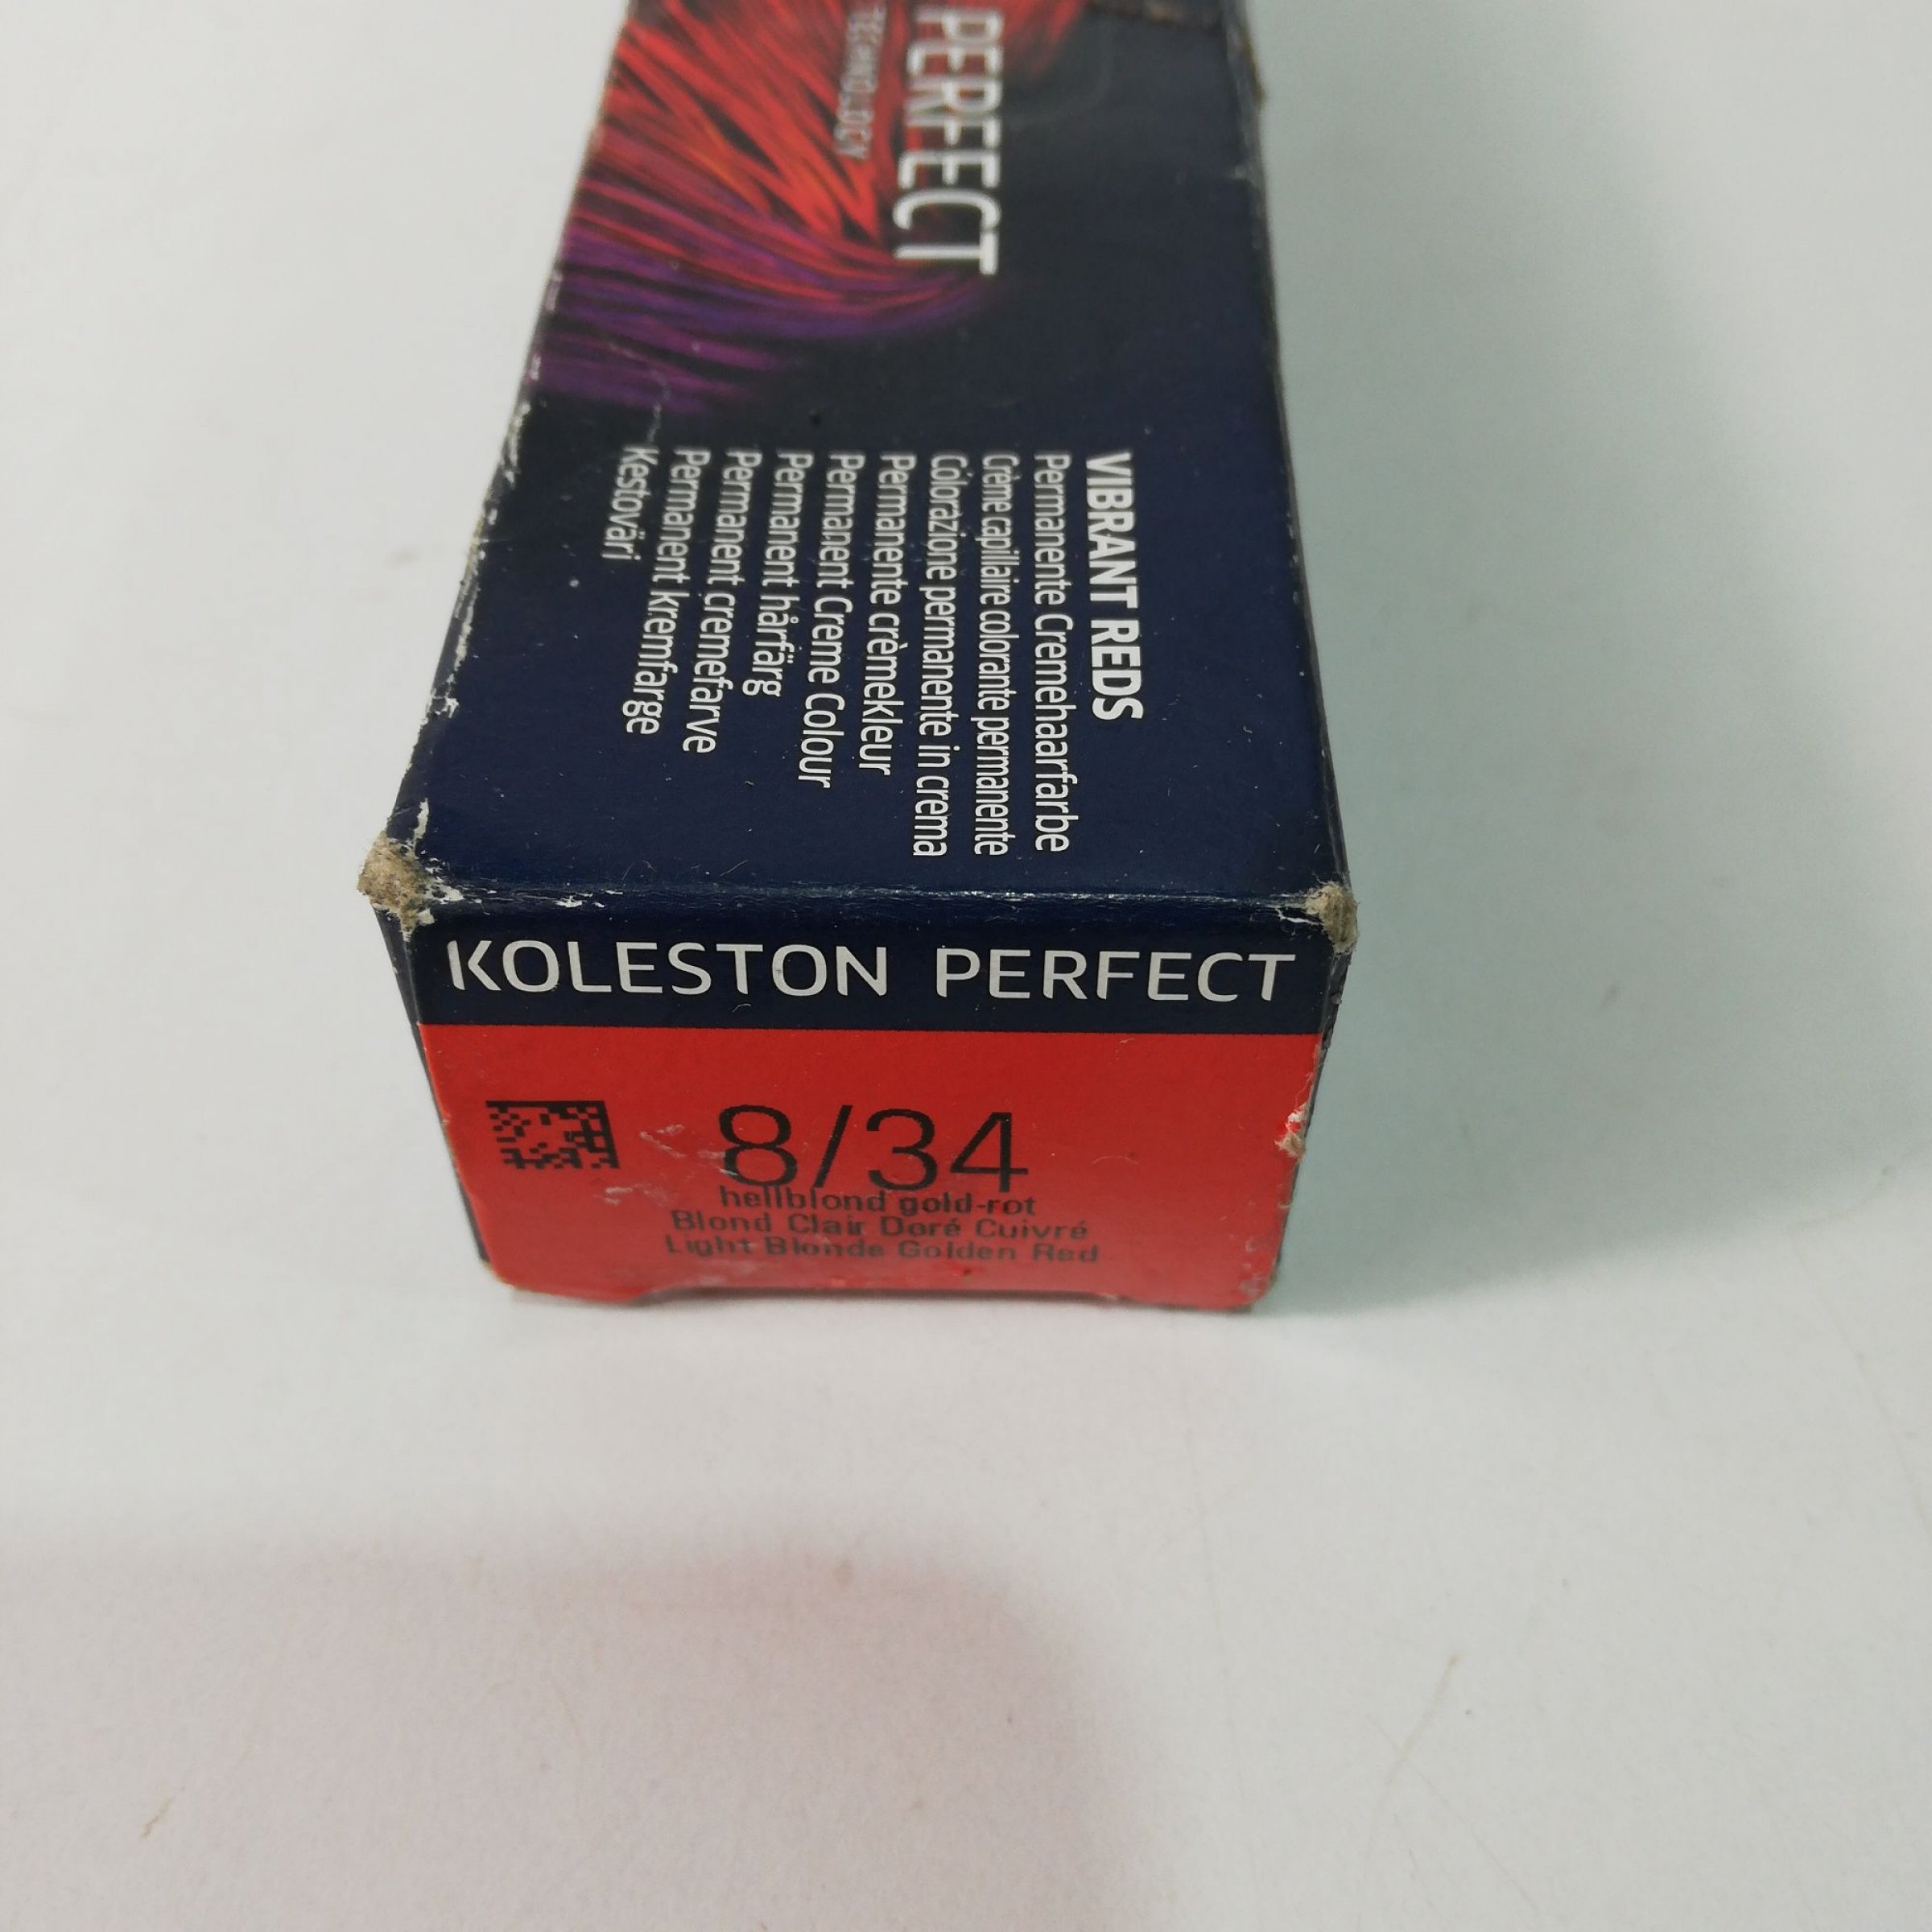 PERFECT
TECHNOLOGY
VIBRANT REDS
Permanente Cremehaarfarbe
Crème capillaire colorante permanente
Colorazione permanente in crema
Permanente crèmekleur
Permanent Creme Colour
Permanent hårfärg
Permanent cremefarve
Permanent kremfarge
Kestoväri
KOLESTON PERFECT
8/34
hellblond gold-rot
Blond Clair Doré Cuivré
Light Blonde Golden Red